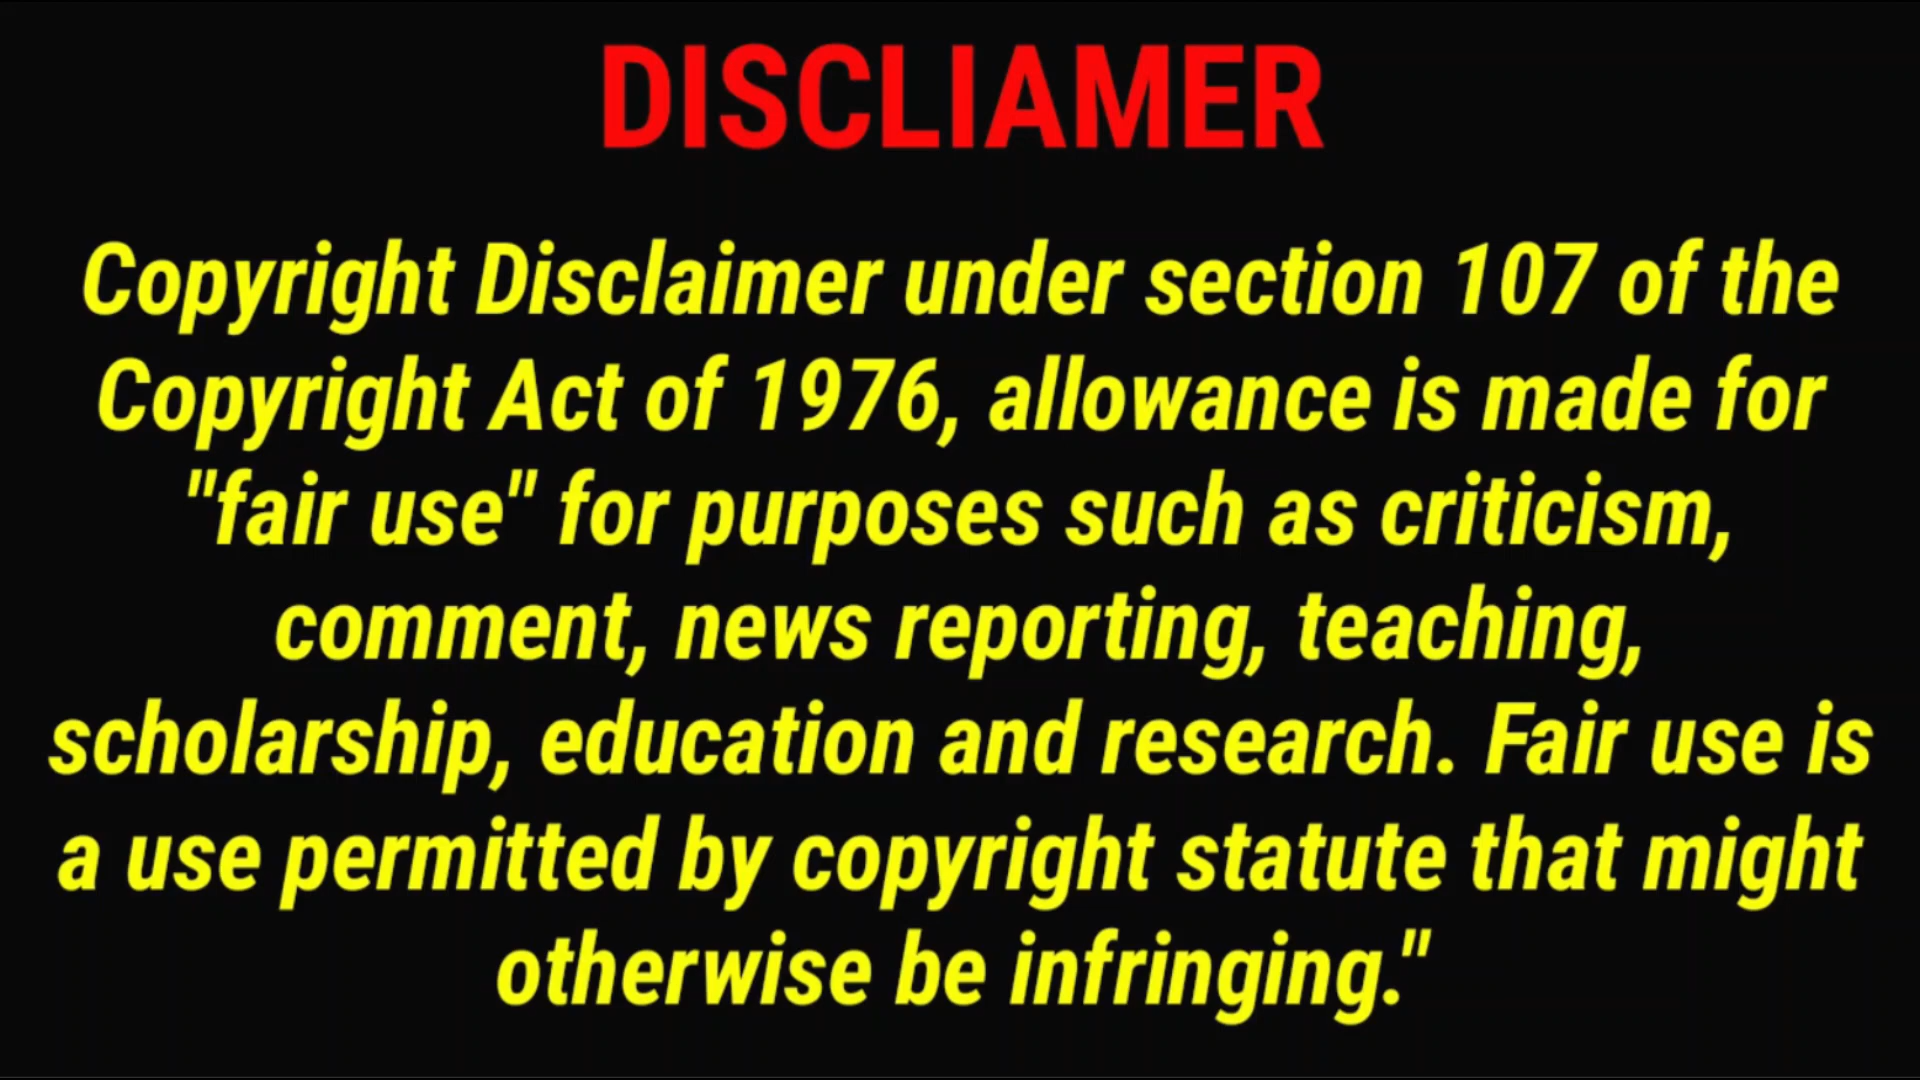 DISCLIAMER
Copyright Disclaimer under section 107 of the
Copyright Act of 1976, allowance is made for
"fair use" for purposes such as criticism,
comment, news reporting, teaching,
scholarship, education and research. Fair use is
a use permitted by copyright statute that might
otherwise be infringing."